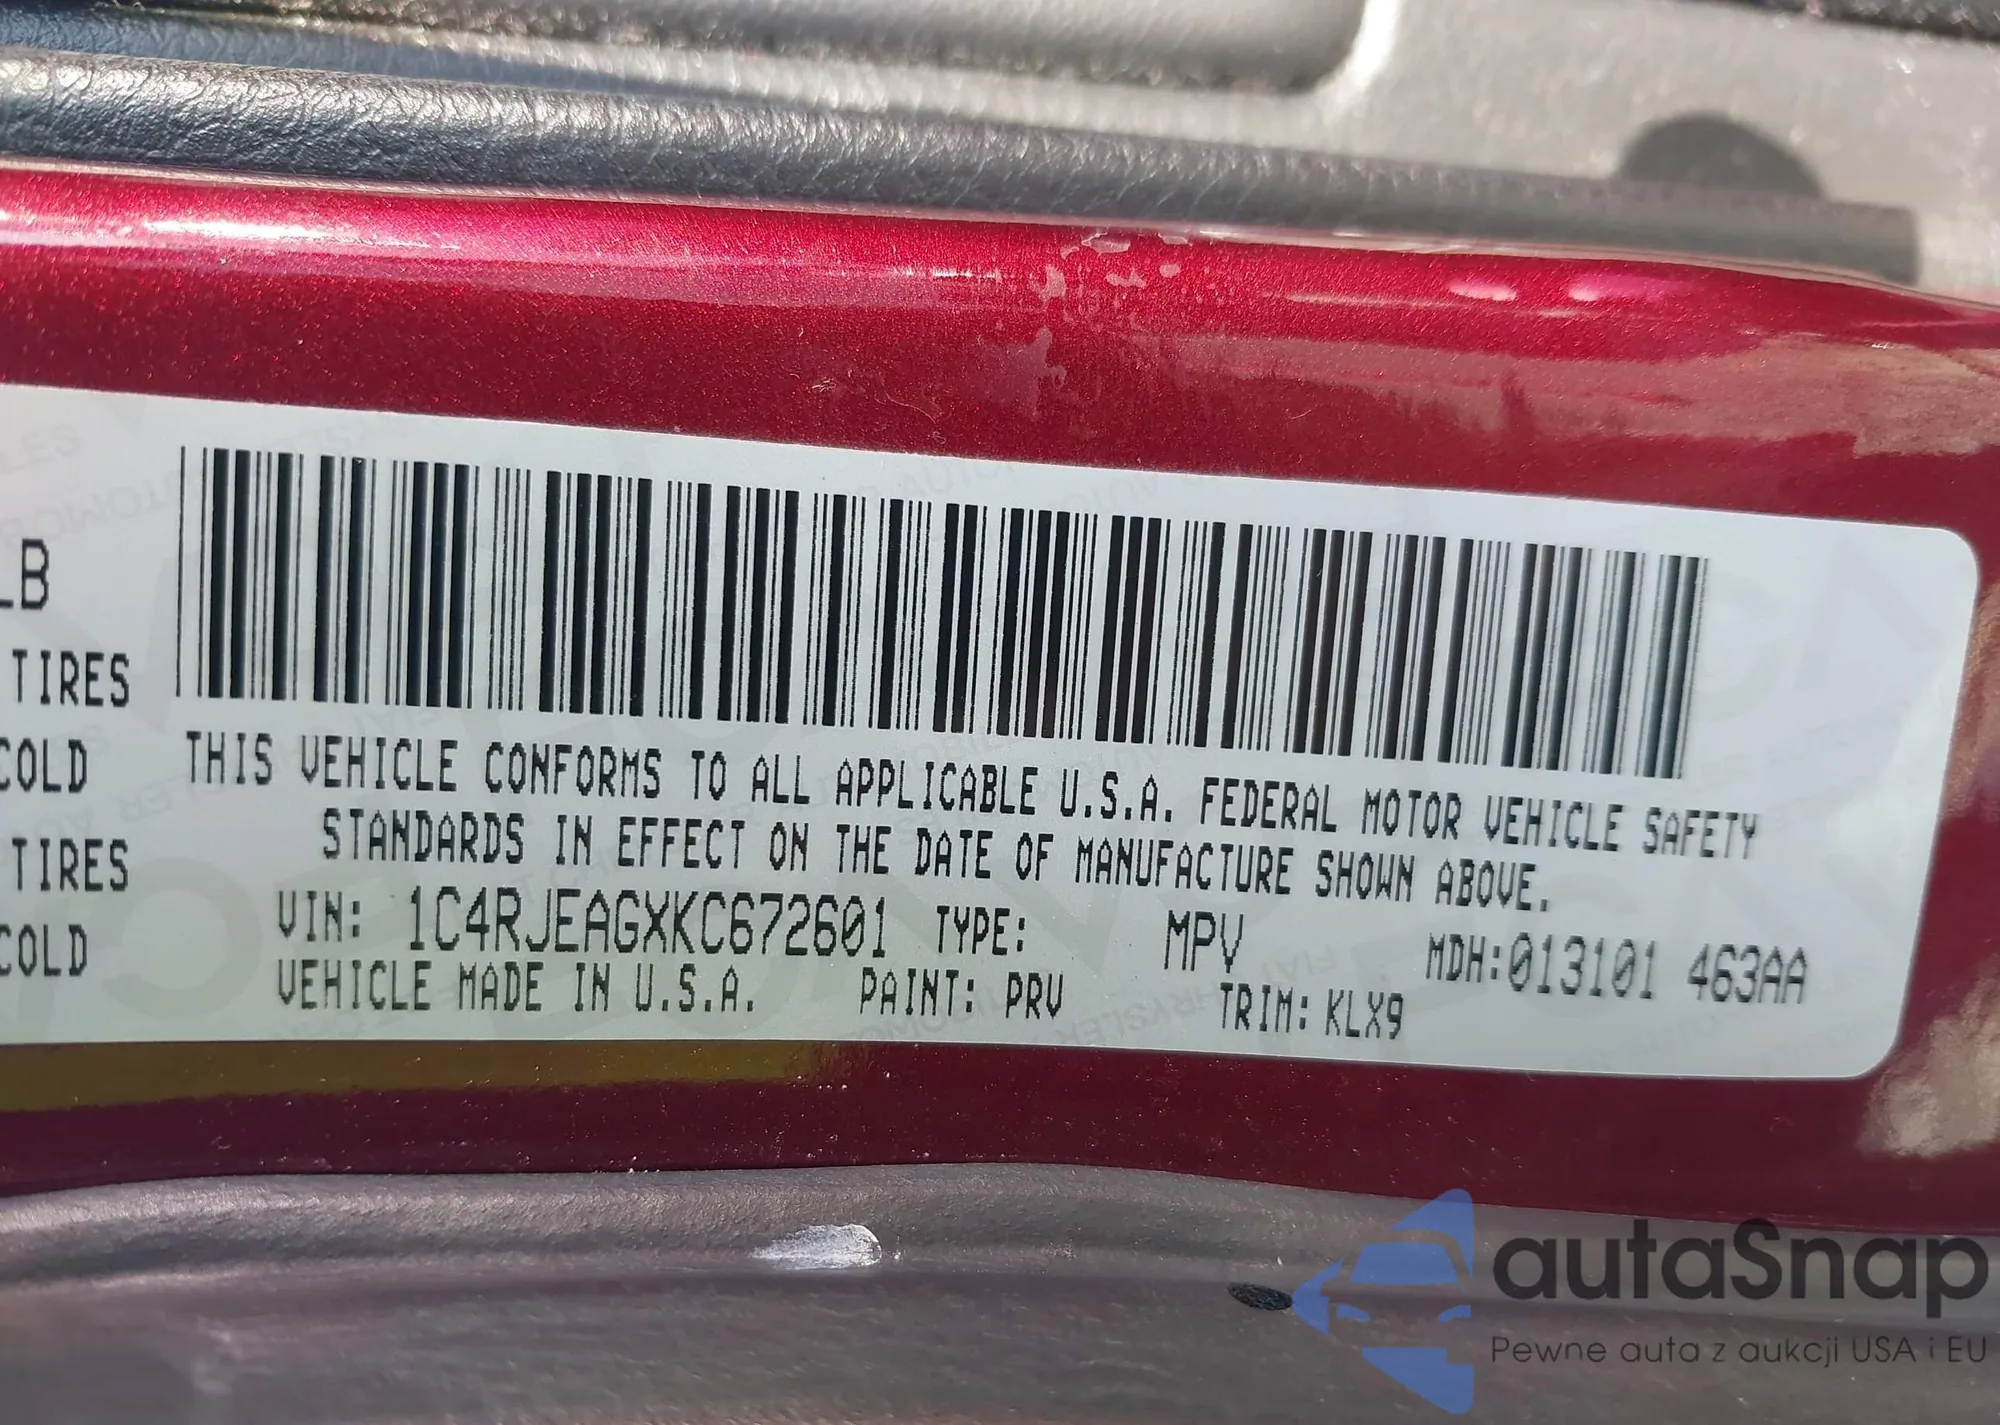 LB
TIRES
COLD
TIRES
COLD
THIS VEHICLE CONFORMS TO ALL APPLICABLE U.S.A. FEDERAL MOTOR VEHICLE SAFETY
STANDARDS IN EFFECT ON THE DATE OF MANUFACTURE SHOWN ABOVE.
VIN: 1C4RJEAGXKC672601 TYPE: MPV MDH:013101 463AA
VEHICLE MADE IN U.S.A. PAINT: PRV TRIM: KLX9
autaSnap
Pewne auta z aukcji USA i EU